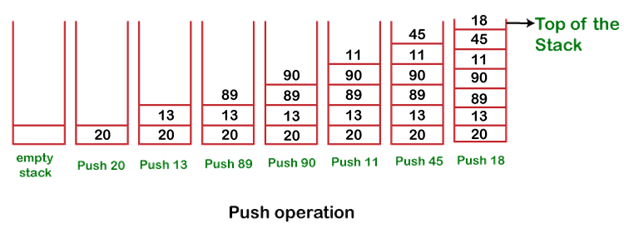 18
Top of the
Stack
45
45
11
11
11
90
90
90
90
89
89
89
89
89
13
13
13
13
13
13
20
20
20
20
20
20
20
empty
stack
Push 20
Push 13
Push 89
Push 90
Push 11
Push 45
Push 18
Push operation